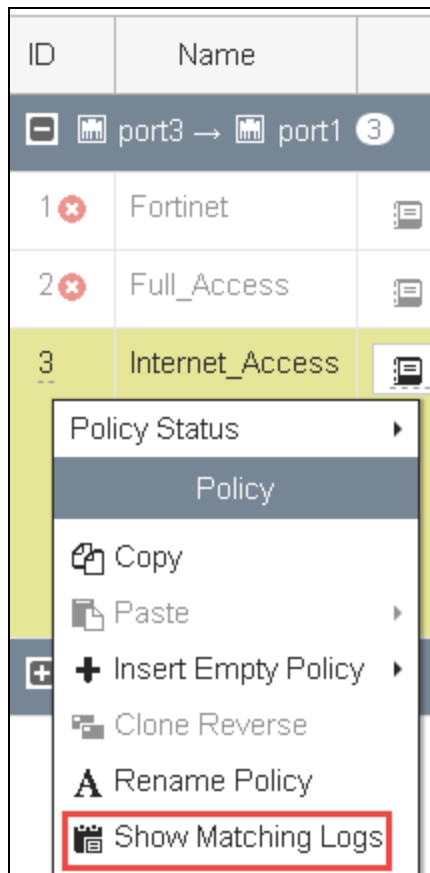 ID Name
port3 → port1 3
1 Fortinet
2 Full_Access
3 Internet_Access
Policy Status
Policy
Copy
Paste
Insert Empty Policy
Clone Reverse
Rename Policy
Show Matching Logs